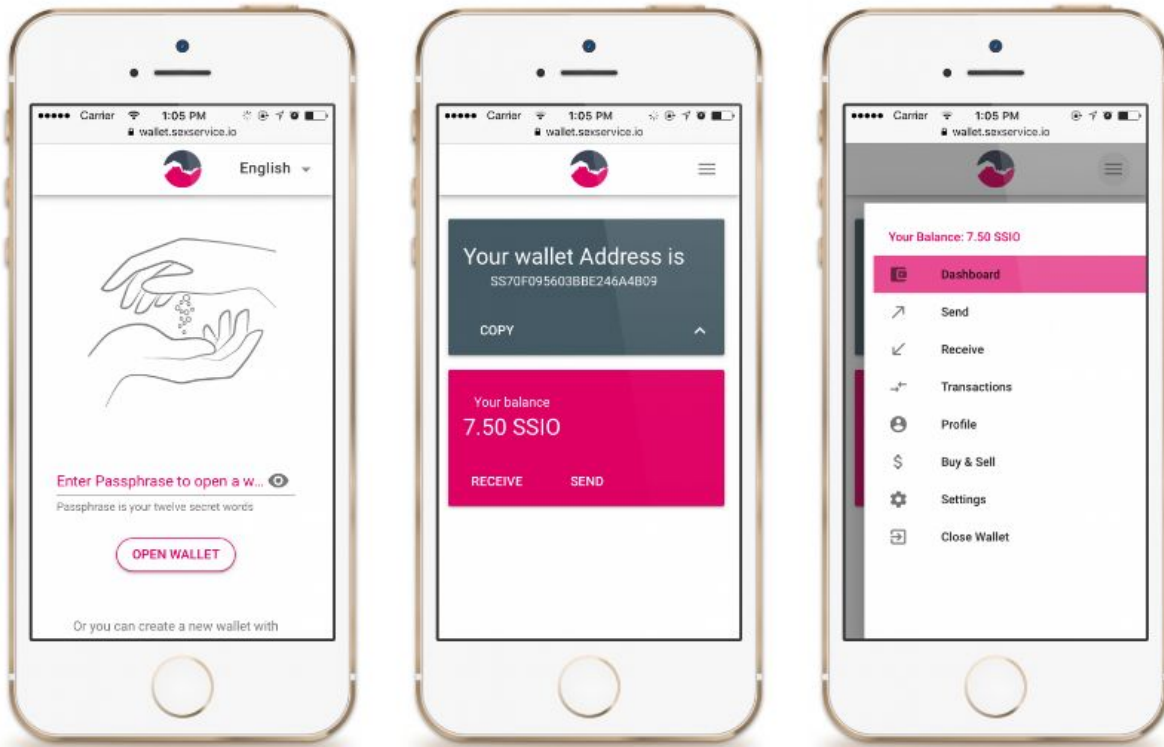 Carrier 1:05 PM
wallet.sexservice.io
English
Enter Passphrase to open a w...
Passphrase is your twelve secret words
OPEN WALLET
Or you can create a new wallet with
Carrier 1:05 PM
wallet.sexservice.io
Your wallet Address is
SS70F095603BBE246A4B09
COPY
Your balance
7.50 SSIO
RECEIVE SEND
Carrier 1:05 PM
wallet.sexservice.io
Your Balance: 7.50 SSIO
Dashboard
Send
Receive
Transactions
Profile
$ Buy & Sell
Settings
Close Wallet